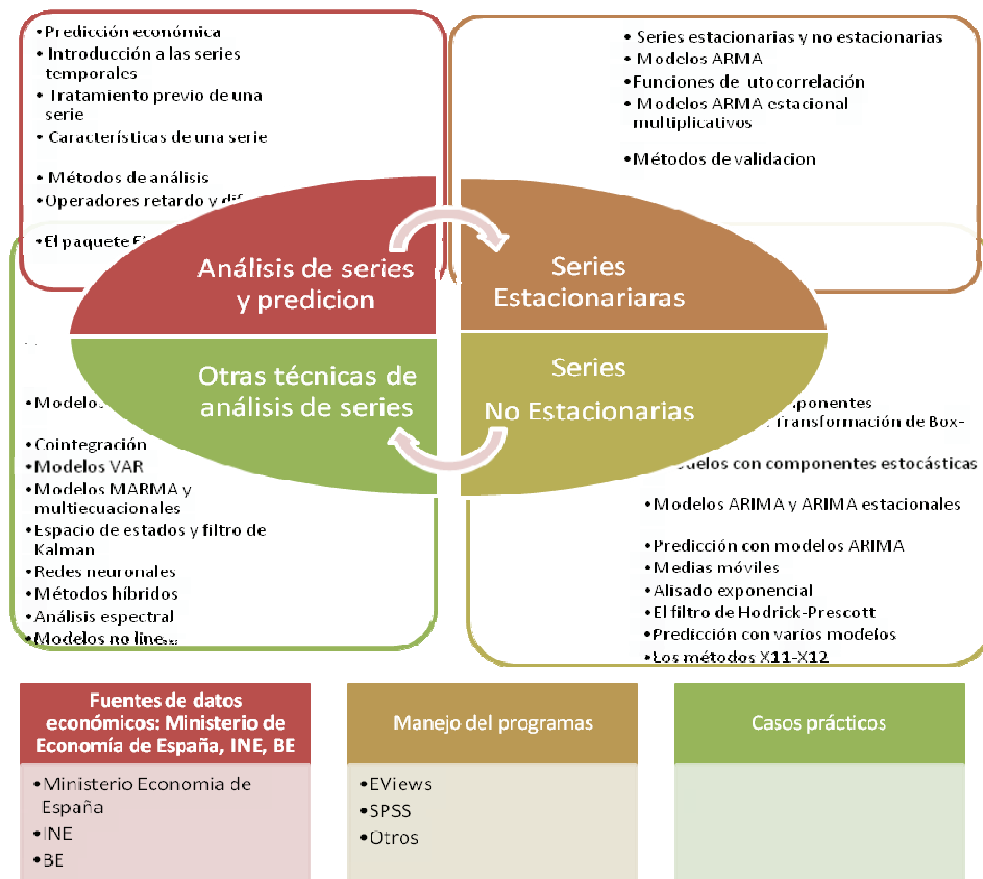 •Predicción económica
• Introducción a las series
temporales
• Tratamiento previo de una
serie
• Características de una serie
• Métodos de análisis
•Operadores retardo y
•El paquete
• Series estacionarias y no estacionarias
• Modelos ARMA
•Funciones de utocorrelación
• Modelos ARMA estacional
multiplicativos
•Métodos de validacion
Análisis de series
y predicion
Series
Estacionariaras
Otras técnicas de
análisis de series
Series
No Estacionarias
•Modelos
•Cointegración
•Modelos VAR
•Modelos MARMA y
multiecuacionales
•Espacio de estados y filtro de
Kalman
•Redes neuronales
•Métodos híbridos
•Análisis espectral
•Modelos no
Transformación de Box-
con componentes estocásticas
•Modelos ARIMA y ARIMA estacionales
•Predicción con modelos ARIMA
•Medias móviles
•Alisado exponencial
•El filtro de Hodrick-Prescott
•Predicción con varios modelos
•Los métodos X11-X12
Fuentes de datos
económicos: Ministerio de
Economía de España, INE, BE
•Ministerio Economia de
España
•INE
•BE
Manejo del programas
•EViews
•SPSS
•Otros
Casos prácticos